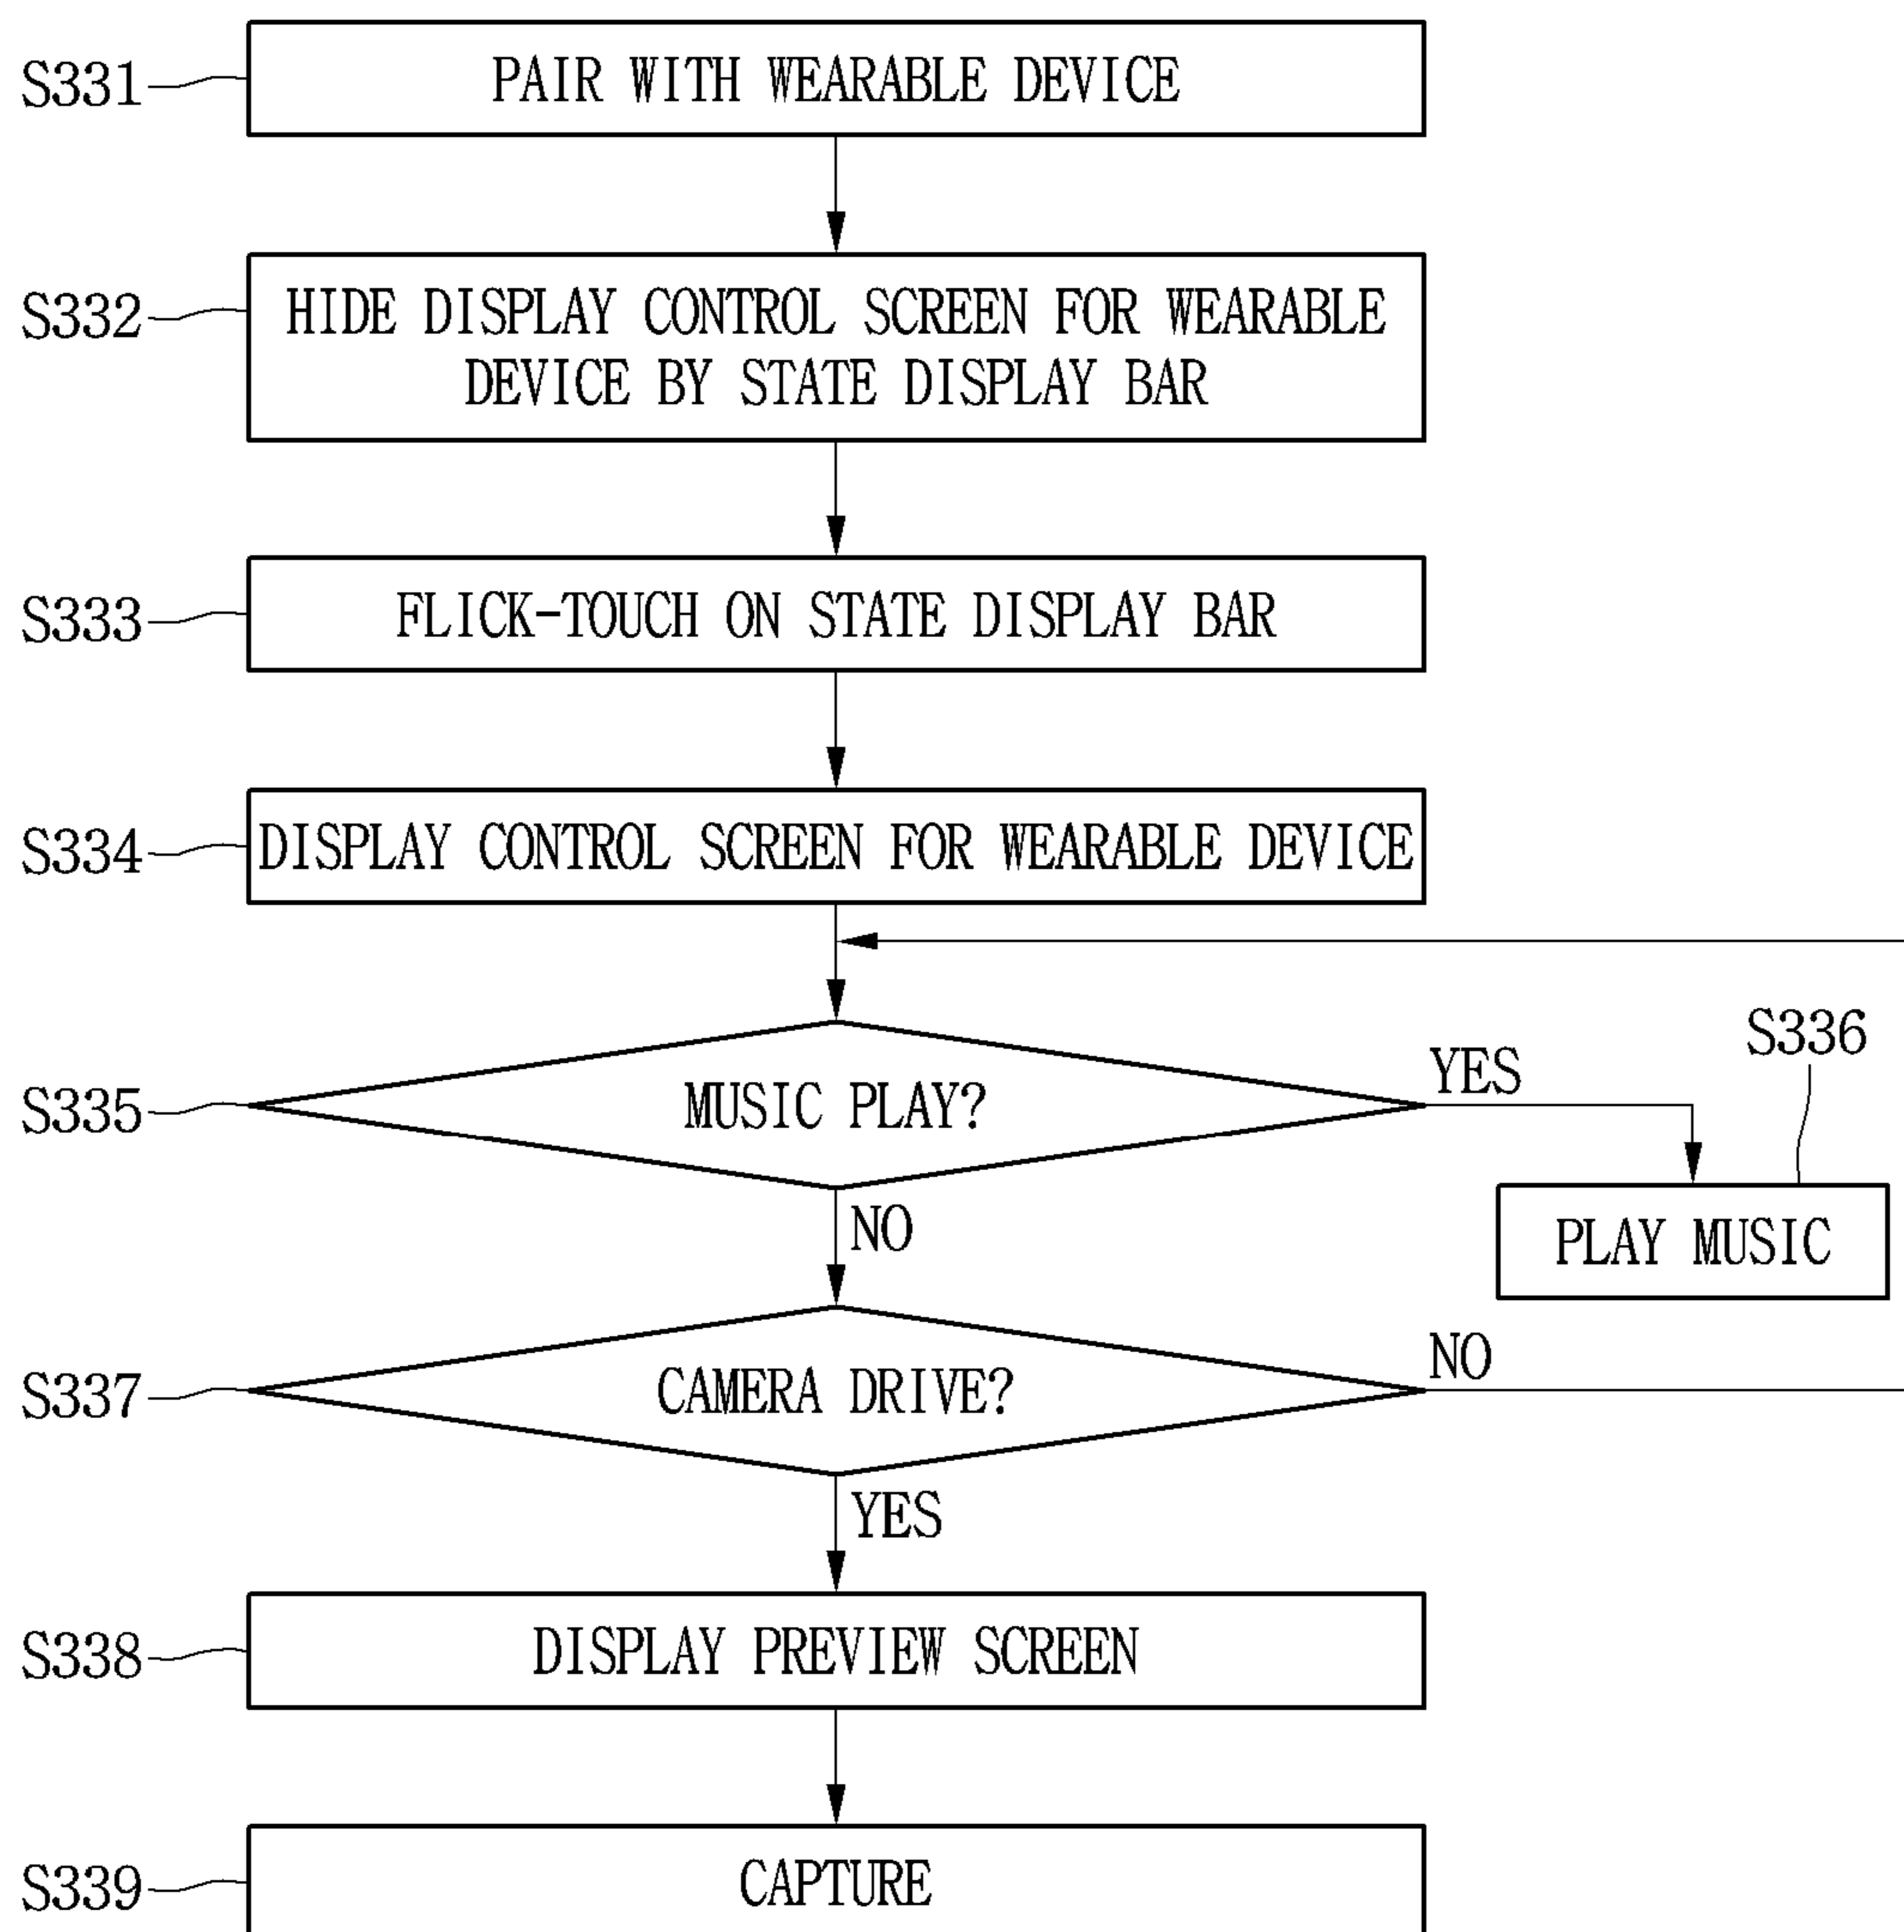 S331
PAIR WITH WEARABLE DEVICE
S332
HIDE DISPLAY CONTROL SCREEN FOR WEARABLE
DEVICE BY STATE DISPLAY BAR
S333
FLICK-TOUCH ON STATE DISPLAY BAR
S334
DISPLAY CONTROL SCREEN FOR WEARABLE DEVICE
S335
MUSIC PLAY?
YES
S336
PLAY MUSIC
NO
S337
CAMERA DRIVE?
NO
YES
S338
DISPLAY PREVIEW SCREEN
S339
CAPTURE